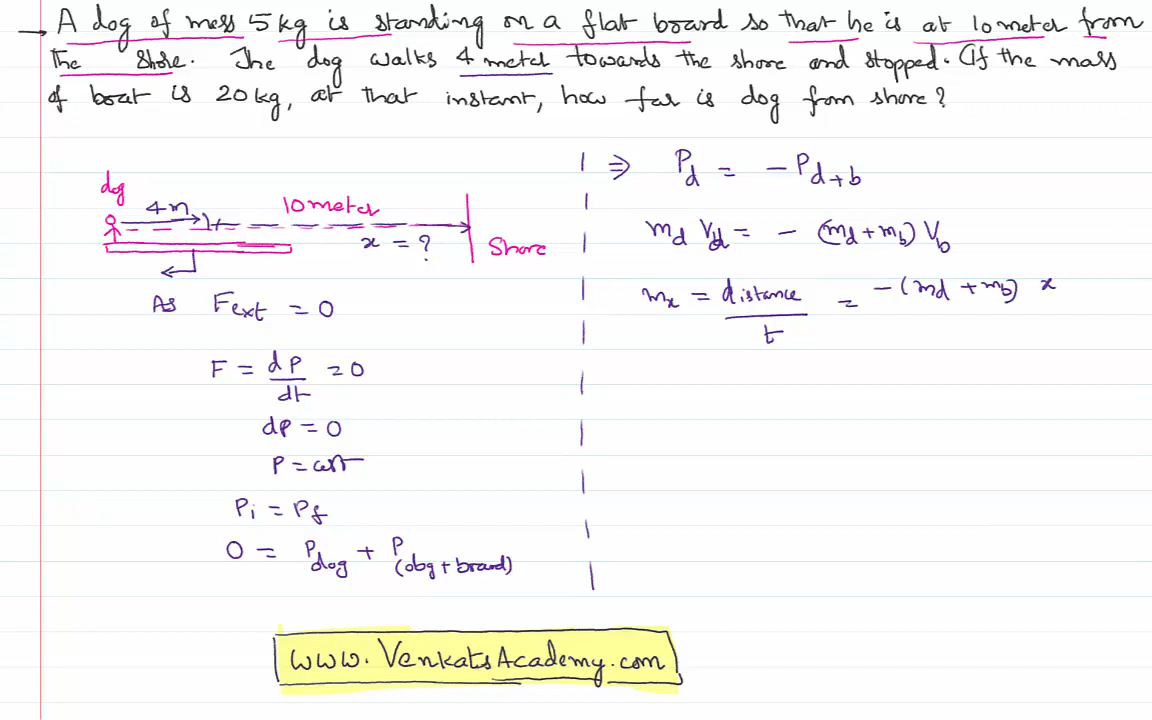 → A dog of mass 5 kg is standing on a flat board so that he is at 10 meter from
the shore. The dog walks 4 meter towards the shore and stopped. If the mass
of boat is 20 kg, at that instant, how far is dog from shore?
dog
4m
10 meter
x = ?
Shore
As Fext = 0
F = dP/dt = 0
dP = 0
P = const
Pi = Pf
0 = Pdog + P(dog + board)
⇒ Pd = - Pd+b
md Vd = - (md + mb) Vb
mx = distance/t = -(md + mb) x
www.VenkatsAcademy.com